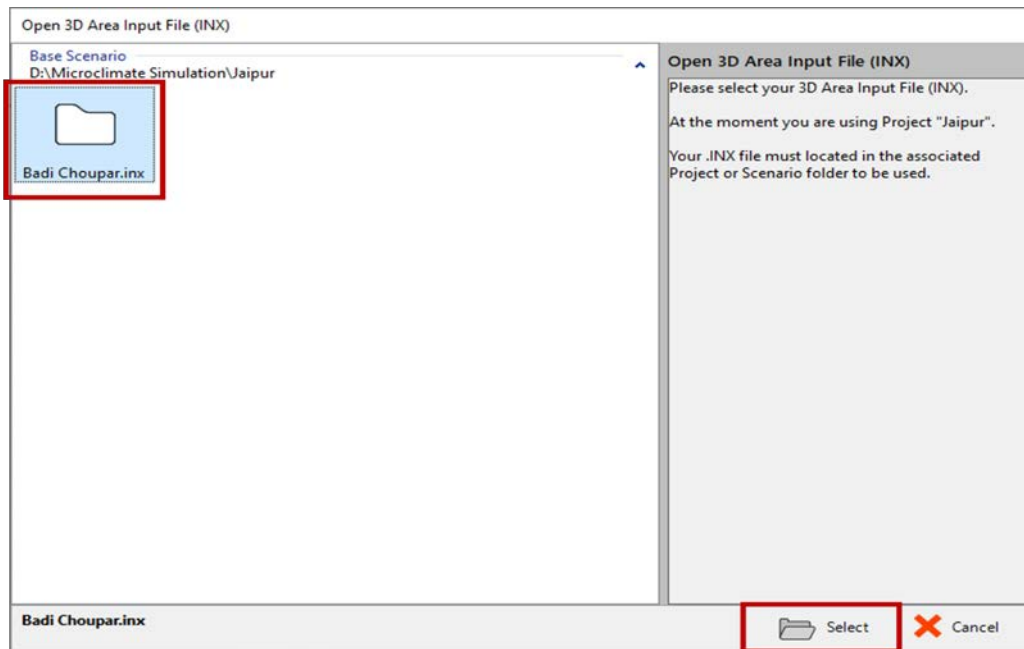 Open 3D Area Input File (INX)
Base Scenario
D:\Microclimate Simulation\Jaipur
Badi Choupar.inx
Open 3D Area Input File (INX)
Please select your 3D Area Input File (INX).
At the moment you are using Project "Jaipur".
Your .INX file must located in the associated
Project or Scenario folder to be used.
Badi Choupar.inx
Select
Cancel